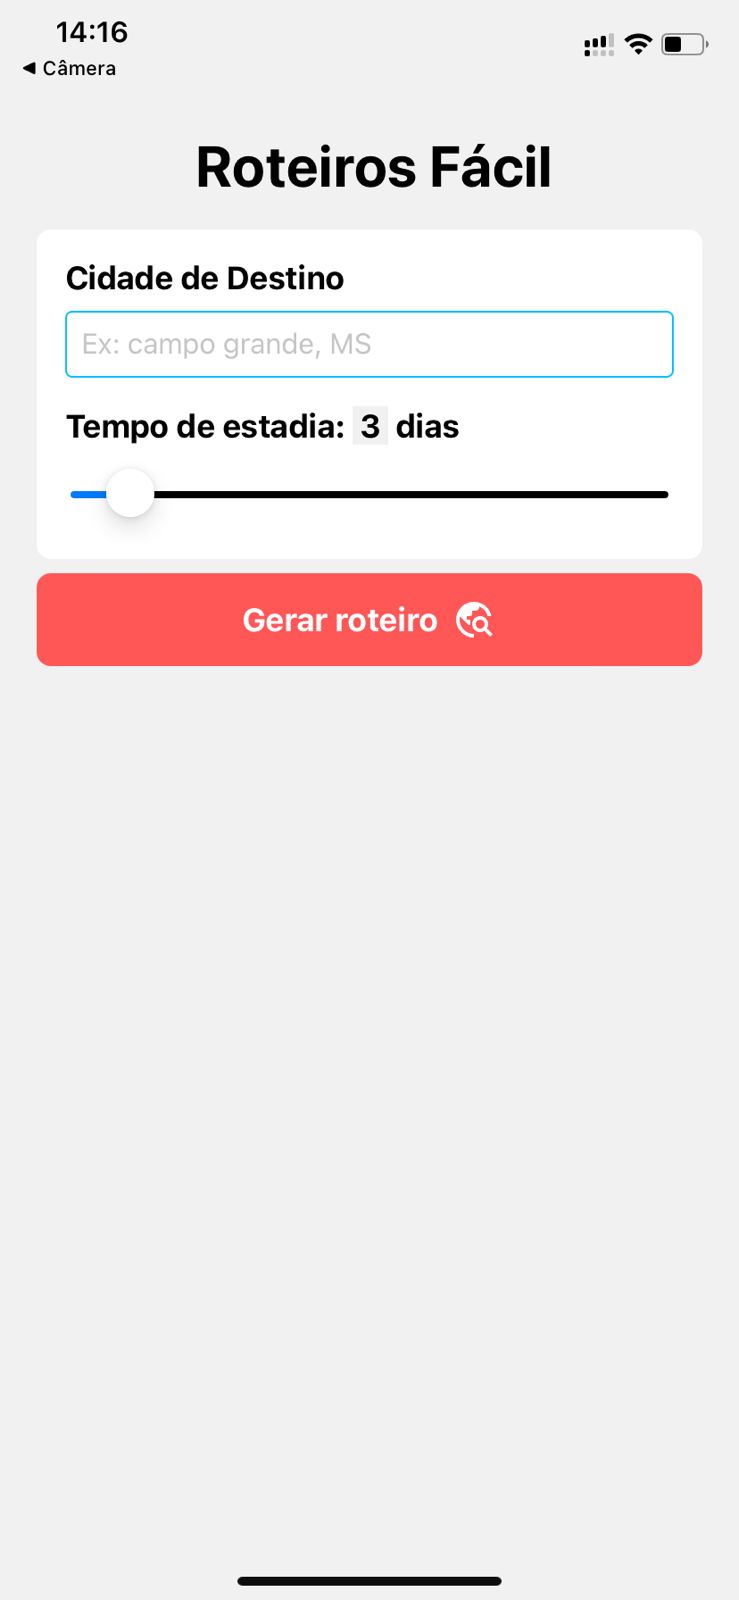 14:16
◀ Câmera
Roteiros Fácil
Cidade de Destino
Ex: campo grande, MS
Tempo de estadia: 3 dias
Gerar roteiro